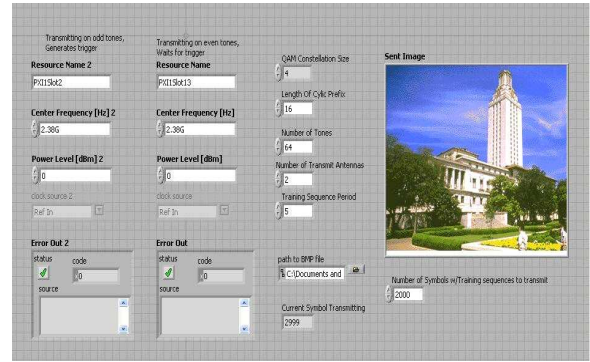 Transmitting on odd tones,
Generates trigger
Resource Name 2
PXI1Slot2
Center Frequency [Hz] 2
2.38G
Power Level [dBm] 2
0
clock source 2
Ref In
Error Out 2
status
code
0
source
Transmitting on even tones,
Waits for trigger
Resource Name
PXI1Slot13
Center Frequency [Hz]
2.38G
Power Level [dBm]
0
clock source
Ref In
Error Out
status
code
0
source
QAM Constellation Size
4
Length Of Cylic Prefix
16
Number of Tones
64
Number of Transmit Antennas
2
Training Sequence Period
5
path to BMP file
C:\Documents and
Current Symbol Transmitting
2999
Sent Image
Number of Symbols w/Training sequences to transmit
2000